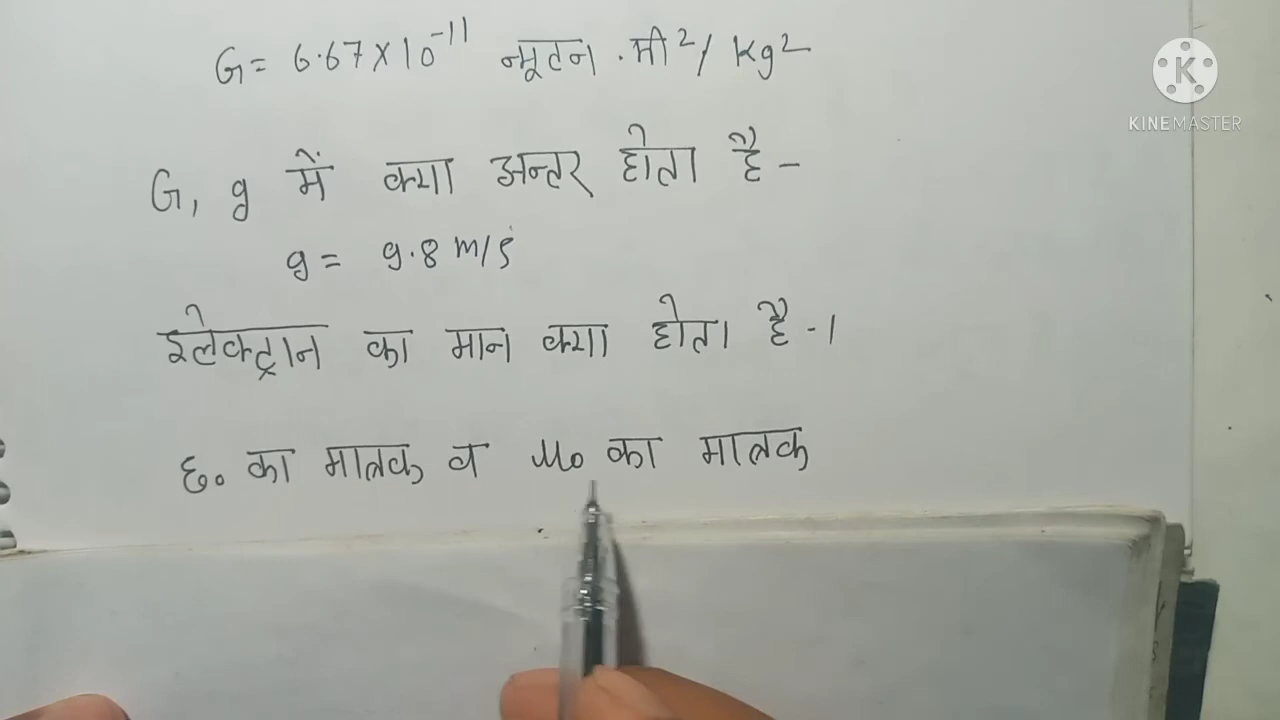 G = 6.67 × 10⁻¹¹ न्यूटन .मी²/kg²
K
KINEMASTER
G, g में क्या अन्तर होता है –
g = 9.8 m/s
इलेक्ट्रान का मान क्या होता है -।
ε₀ का मात्रक व μ₀ का मात्रक